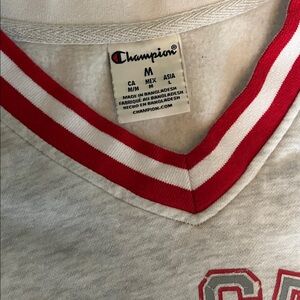 Champion
M
CA MEX ASIA
M/M M L
MADE IN BANGLADESH
FABRIQUÉ AU BANGLADESH
HECHO EN BANGLADESH
CHAMPION.COM